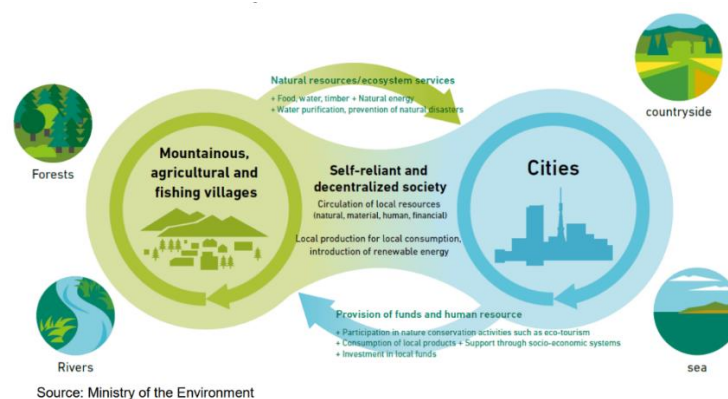 Natural resources/ecosystem services
+ Food, water, timber + Natural energy
+ Water purification, prevention of natural disasters
countryside
Forests
Mountainous,
agricultural and
fishing villages
Self-reliant and
decentralized society
Circulation of local resources
(natural, material, human, financial)
Local production for local consumption,
introduction of renewable energy
Cities
Provision of funds and human resource
+ Participation in nature conservation activities such as eco-tourism
+ Consumption of local products + Support through socio-economic systems
+ Investment in local funds
Rivers
sea
Source: Ministry of the Environment